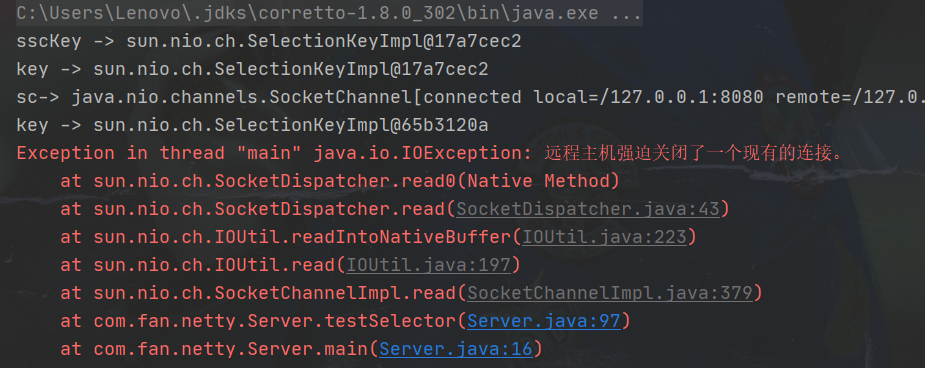 C:\Users\Lenovo\.jdks\corretto-1.8.0_302\bin\java.exe ...
sscKey -> sun.nio.ch.SelectionKeyImpl@17a7cec2
key -> sun.nio.ch.SelectionKeyImpl@17a7cec2
sc-> java.nio.channels.SocketChannel[connected local=/127.0.0.1:8080 remote=/127.0.
key -> sun.nio.ch.SelectionKeyImpl@65b3120a
Exception in thread "main" java.io.IOException: 远程主机强迫关闭了一个现有的连接。
at sun.nio.ch.SocketDispatcher.read0(Native Method)
at sun.nio.ch.SocketDispatcher.read(SocketDispatcher.java:43)
at sun.nio.ch.IOUtil.readIntoNativeBuffer(IOUtil.java:223)
at sun.nio.ch.IOUtil.read(IOUtil.java:197)
at sun.nio.ch.SocketChannelImpl.read(SocketChannelImpl.java:379)
at com.fan.netty.Server.testSelector(Server.java:97)
at com.fan.netty.Server.main(Server.java:16)